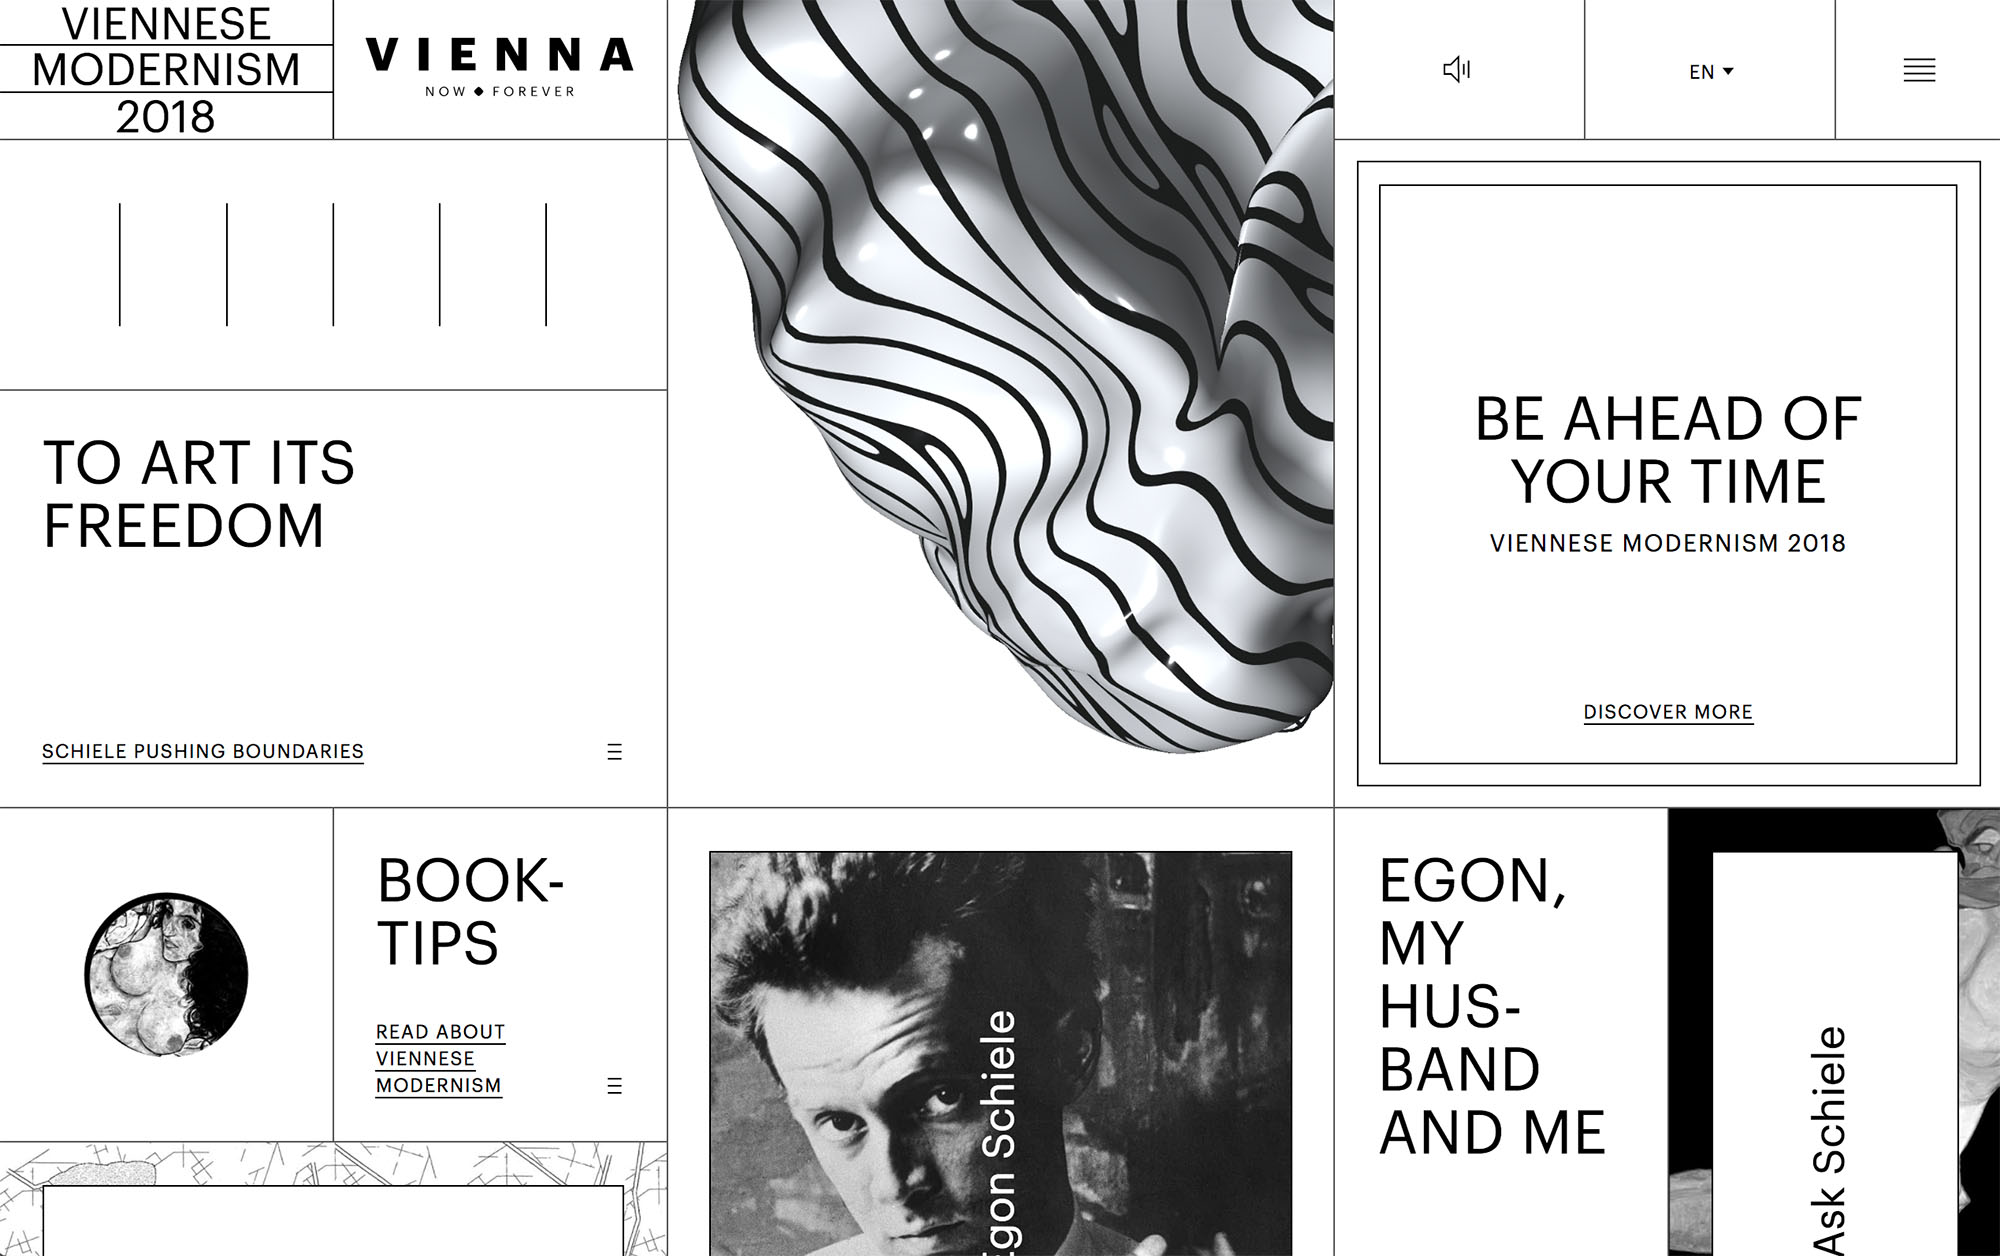 VIENNESE
MODERNISM
2018
VIENNA
NOW ◆ FOREVER
EN
TO ART ITS
FREEDOM
SCHIELE PUSHING BOUNDARIES
BE AHEAD OF
YOUR TIME
VIENNESE MODERNISM 2018
DISCOVER MORE
BOOK-
TIPS
READ ABOUT
VIENNESE
MODERNISM
Egon Schiele
EGON,
MY
HUS-
BAND
AND ME
Ask Schiele